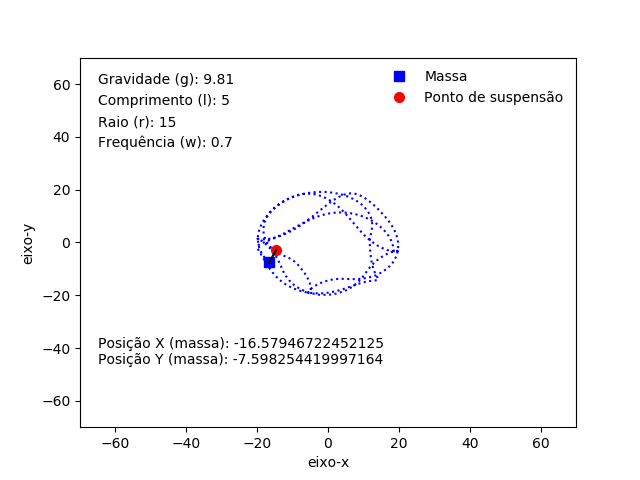 Gravidade (g): 9.81
Comprimento (l): 5
Raio (r): 15
Frequência (w): 0.7
Massa
Ponto de suspensão
60
40
20
0
−20
−40
−60
eixo-y
Posição X (massa): -16.57946722452125
Posição Y (massa): -7.598254419997164
−60 −40 −20 0 20 40 60
eixo-x